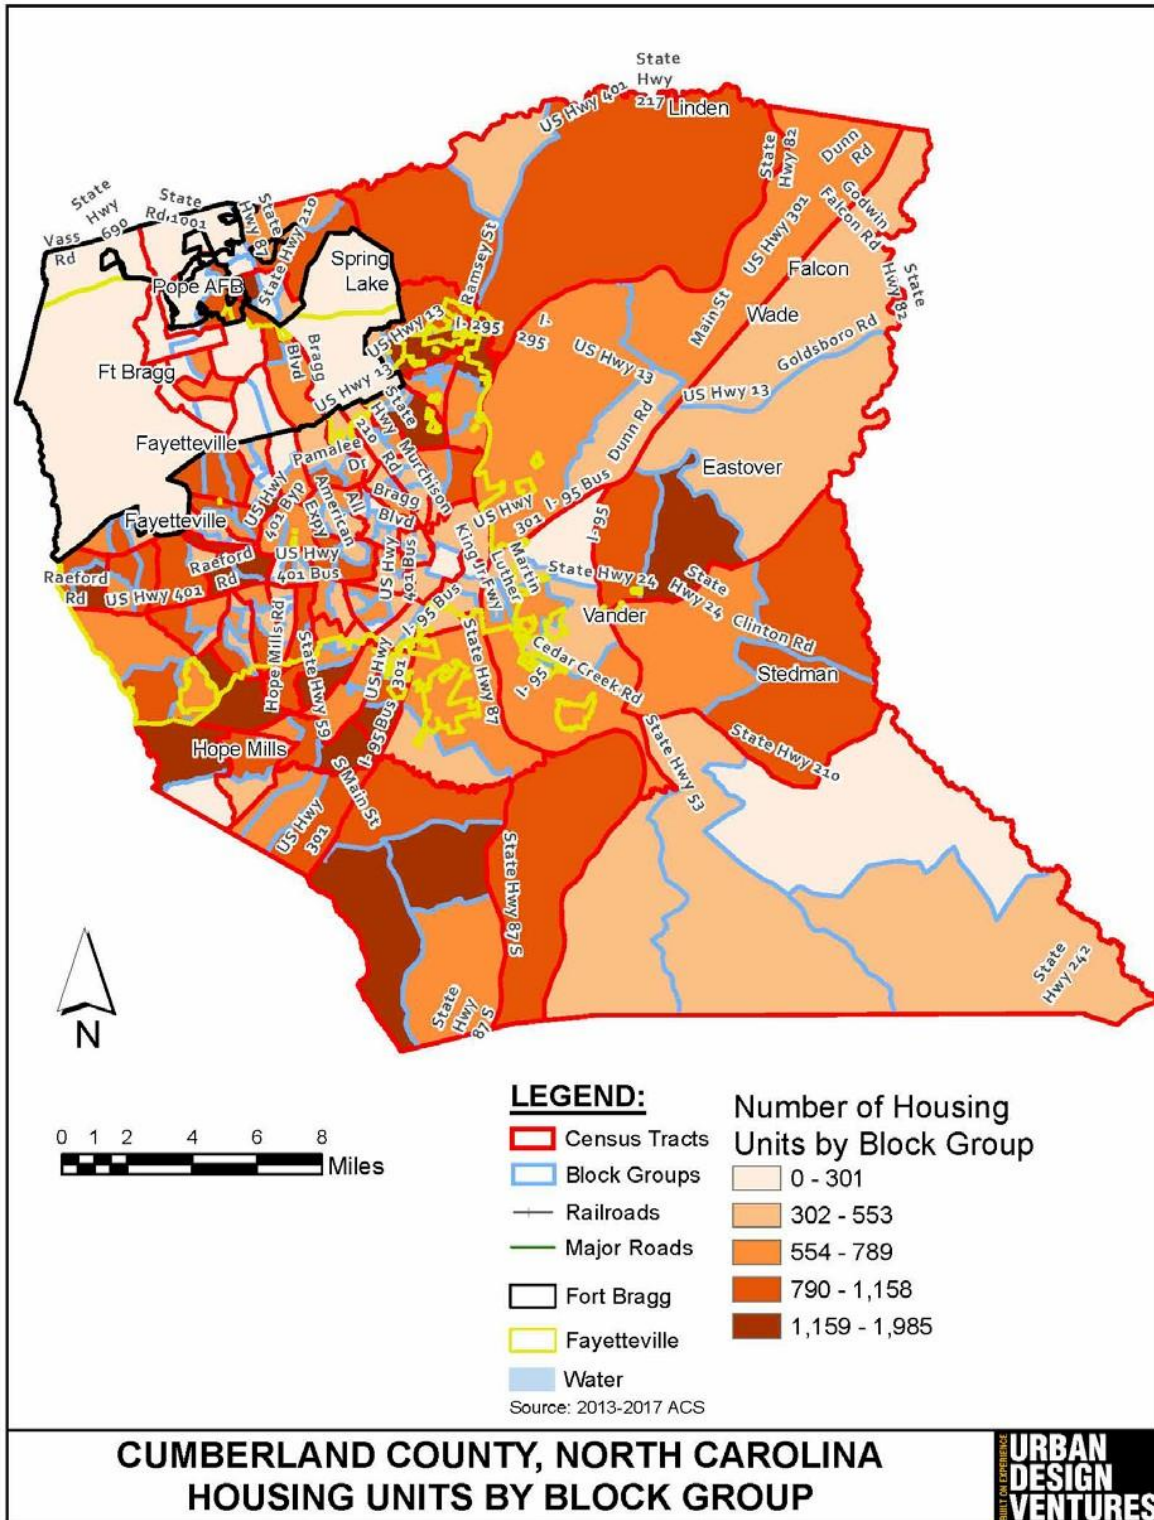 State
Hwy
217
US Hwy 401
Linden
State
Hwy 82
Dunn
Rd
State
Hwy
690
State
Rd 1001
Vass
Rd
State
Hwy 87
State Hwy 210
Spring
Lake
Pope AFB
Ramsey St
US Hwy 301
Godwin
Falcon Rd
Falcon
State
Hwy 82
Wade
Main St
Goldsboro Rd
US Hwy 13
I-295
I-
295
US Hwy 13
US Hwy 13
Bragg
Blvd
Ft Bragg
US Hwy 13
Dunn Rd
State
Hwy
210
Rd
Murchison
Fayetteville
Pamalee
Dr
Eastover
US Hwy
401 Byp
American
Expy
All
Bragg
Blvd
US Hwy
301
I- 95 Bus
Fayetteville
I-95
King Jr Fwy
Luther
Martin
State Hwy 24
State
Hwy 24
Clinton Rd
Raeford
Rd
US Hwy 401
Raeford
Rd
US Hwy
401 Bus
US Hwy
401 Bus
I- 95 Bus
Vander
Cedar Creek Rd
I-95
Stedman
Hope Mills Rd
State Hwy 59
US Hwy
301
State Hwy 87
State Hwy 210
State Hwy 53
Hope Mills
I- 95 Bus
S Main St
US Hwy
301
State Hwy 87 S
State
Hwy
87 S
State
Hwy 242
N
0 1 2 4 6 8
Miles
LEGEND:
Census Tracts
Block Groups
Railroads
Major Roads
Fort Bragg
Fayetteville
Water
Source: 2013-2017 ACS
Number of Housing
Units by Block Group
0 - 301
302 - 553
554 - 789
790 - 1,158
1,159 - 1,985
CUMBERLAND COUNTY, NORTH CAROLINA
HOUSING UNITS BY BLOCK GROUP
BUILT ON EXPERIENCE
URBAN
DESIGN
VENTURES